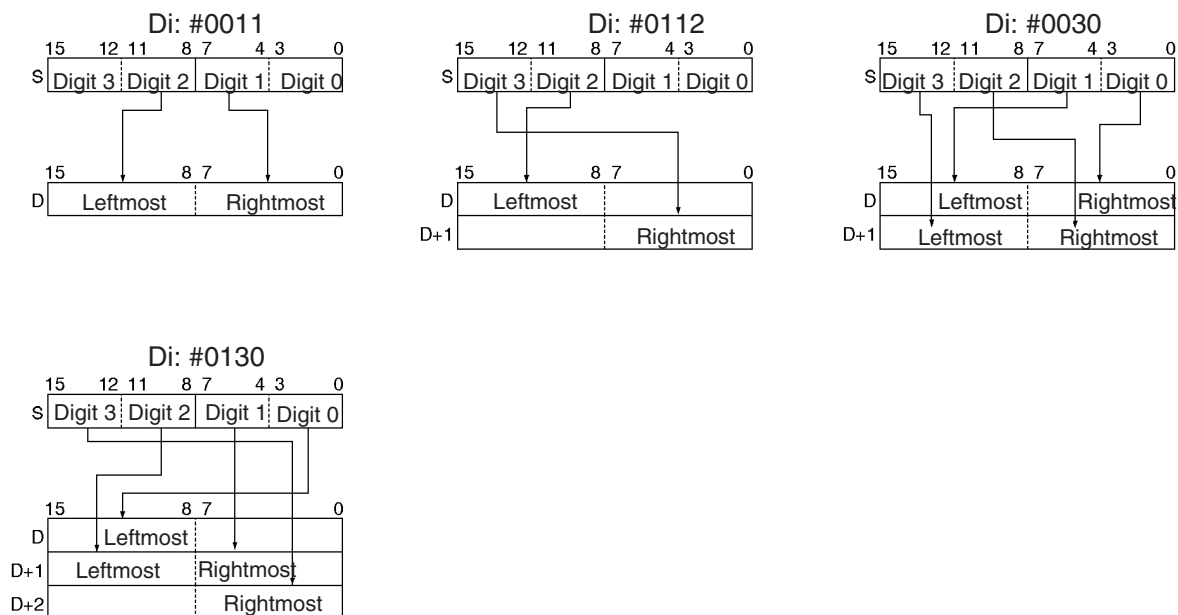 Di: #0011
15 12 11 8 7 4 3 0
S Digit 3 Digit 2 Digit 1 Digit 0
15 8 7 0
D Leftmost Rightmost
Di: #0112
15 12 11 8 7 4 3 0
S Digit 3 Digit 2 Digit 1 Digit 0
15 8 7 0
D Leftmost
D+1 Rightmost
Di: #0030
15 12 11 8 7 4 3 0
S Digit 3 Digit 2 Digit 1 Digit 0
15 8 7 0
D Leftmost Rightmost
D+1 Leftmost Rightmost
Di: #0130
15 12 11 8 7 4 3 0
S Digit 3 Digit 2 Digit 1 Digit 0
15 8 7 0
D Leftmost
D+1 Leftmost Rightmost
D+2 Rightmost